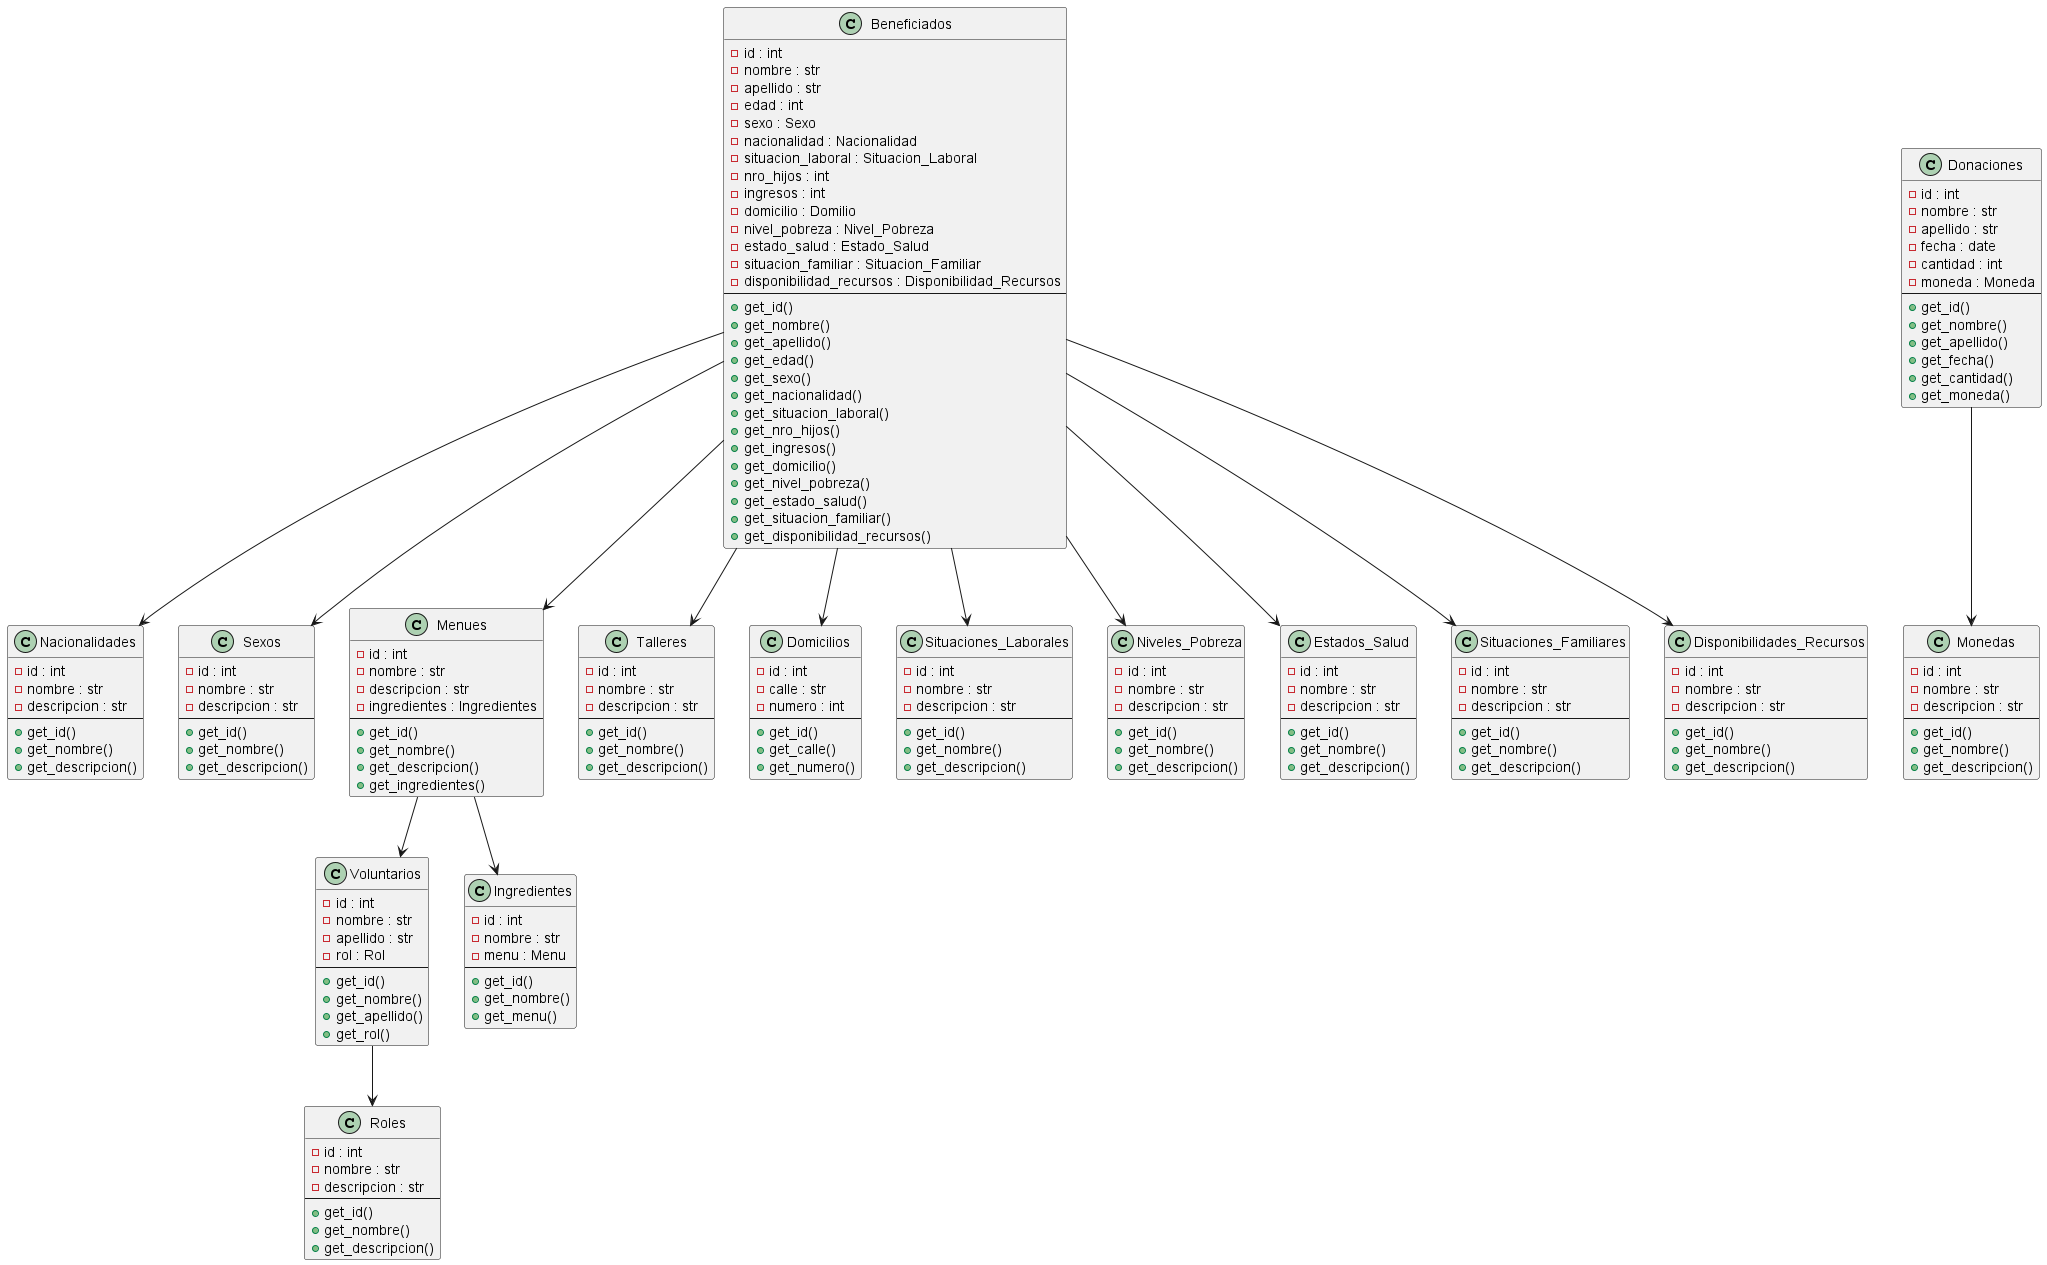 C Beneficiados
id : int
nombre : str
apellido : str
edad : int
sexo : Sexo
nacionalidad : Nacionalidad
situacion_laboral : Situacion_Laboral
nro_hijos : int
ingresos : int
domicilio : Domilio
nivel_pobreza : Nivel_Pobreza
estado_salud : Estado_Salud
situacion_familiar : Situacion_Familiar
disponibilidad_recursos : Disponibilidad_Recursos
get_id()
get_nombre()
get_apellido()
get_edad()
get_sexo()
get_nacionalidad()
get_situacion_laboral()
get_nro_hijos()
get_ingresos()
get_domicilio()
get_nivel_pobreza()
get_estado_salud()
get_situacion_familiar()
get_disponibilidad_recursos()
C Donaciones
id : int
nombre : str
apellido : str
fecha : date
cantidad : int
moneda : Moneda
get_id()
get_nombre()
get_apellido()
get_fecha()
get_cantidad()
get_moneda()
C Nacionalidades
id : int
nombre : str
descripcion : str
get_id()
get_nombre()
get_descripcion()
C Sexos
id : int
nombre : str
descripcion : str
get_id()
get_nombre()
get_descripcion()
C Menues
id : int
nombre : str
descripcion : str
ingredientes : Ingredientes
get_id()
get_nombre()
get_descripcion()
get_ingredientes()
C Talleres
id : int
nombre : str
descripcion : str
get_id()
get_nombre()
get_descripcion()
C Domicilios
id : int
calle : str
numero : int
get_id()
get_calle()
get_numero()
C Situaciones_Laborales
id : int
nombre : str
descripcion : str
get_id()
get_nombre()
get_descripcion()
C Niveles_Pobreza
id : int
nombre : str
descripcion : str
get_id()
get_nombre()
get_descripcion()
C Estados_Salud
id : int
nombre : str
descripcion : str
get_id()
get_nombre()
get_descripcion()
C Situaciones_Familiares
id : int
nombre : str
descripcion : str
get_id()
get_nombre()
get_descripcion()
C Disponibilidades_Recursos
id : int
nombre : str
descripcion : str
get_id()
get_nombre()
get_descripcion()
C Monedas
id : int
nombre : str
descripcion : str
get_id()
get_nombre()
get_descripcion()
C Voluntarios
id : int
nombre : str
apellido : str
rol : Rol
get_id()
get_nombre()
get_apellido()
get_rol()
C Ingredientes
id : int
nombre : str
menu : Menu
get_id()
get_nombre()
get_menu()
C Roles
id : int
nombre : str
descripcion : str
get_id()
get_nombre()
get_descripcion()